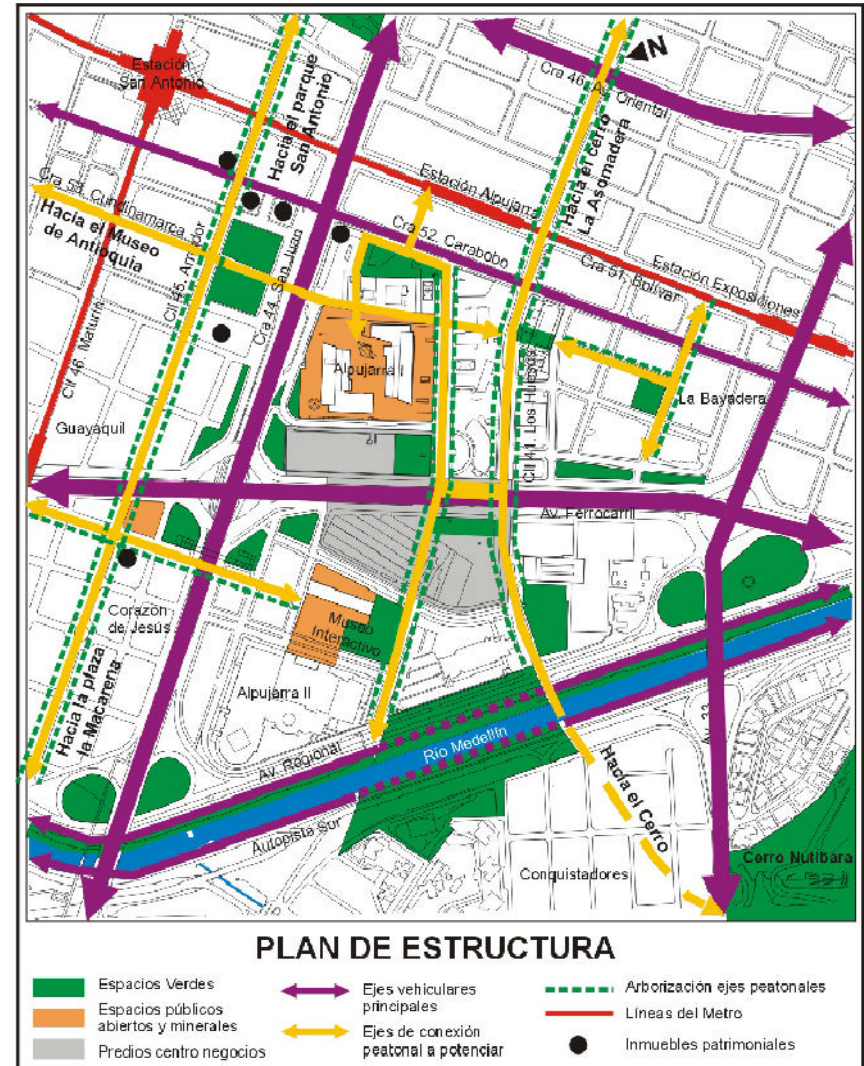 Estación
San Antonio
Hacia el parque
San Antonio
N
Cra 46, Av. Oriental
Hacia el cerro
La Asomadera
Estación Alpujarra
Cra 54, Cundinamarca
Hacia el Museo
de Antioquia
Cll 45, Amador
Cra 44, San Juan
Cra 52, Carabobo
Cra 51, Bolívar
Estación Exposiciones
Cll 46, Maturín
Alpujarra I
La Bayadera
Guayaquil
Cll 41, Los Huesos
Av. Ferrocarril
Corazón
de Jesús
Museo
Interactivo
Hacia la plaza
la Macarena
Alpujarra II
Av. Regional
Río Medellín
Autopista Sur
Hacia el Cerro
Av. 33
Conquistadores
Cerro Nutibara
PLAN DE ESTRUCTURA
Espacios Verdes
Espacios públicos
abiertos y minerales
Predios centro negocios
Ejes vehiculares
principales
Ejes de conexión
peatonal a potenciar
Arborización ejes peatonales
Líneas del Metro
Inmuebles patrimoniales